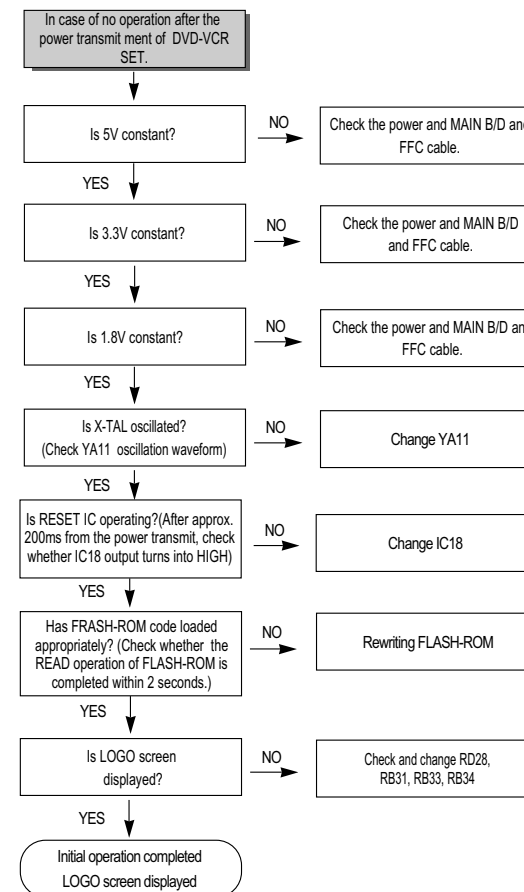 In case of no operation after the
power transmit ment of DVD-VCR
SET.
Is 5V constant?
NO
Check the power and MAIN B/D and
FFC cable.
YES
Is 3.3V constant?
NO
Check the power and MAIN B/D
and FFC cable.
YES
Is 1.8V constant?
NO
Check the power and MAIN B/D an
FFC cable.
YES
Is X-TAL oscillated?
(Check YA11 oscillation waveform)
NO
Change YA11
YES
Is RESET IC operating?(After approx.
200ms from the power transmit, check
whether IC18 output turns into HIGH)
NO
Change IC18
YES
Has FRASH-ROM code loaded
appropriately? (Check whether the
READ operation of FLASH-ROM is
completed within 2 seconds.)
NO
Rewriting FLASH-ROM
YES
Is LOGO screen
displayed?
NO
Check and change RD28,
RB31, RB33, RB34
YES
Initial operation completed
LOGO screen displayed